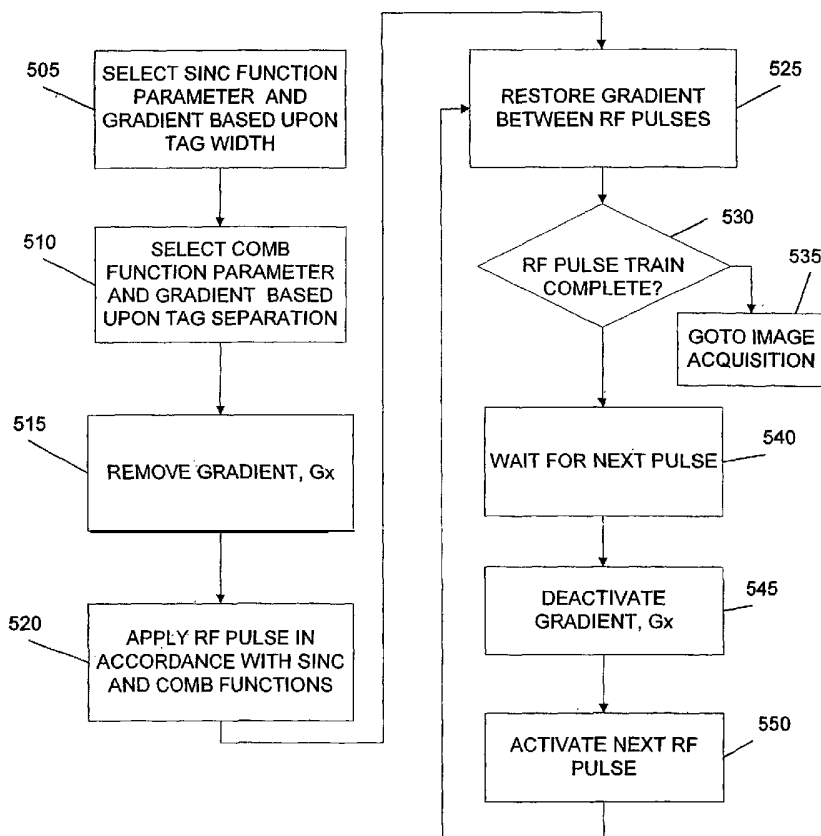 505
SELECT SINC FUNCTION
PARAMETER AND
GRADIENT BASED UPON
TAG WIDTH
510
SELECT COMB
FUNCTION PARAMETER
AND GRADIENT BASED
UPON TAG SEPARATION
515
REMOVE GRADIENT, Gx
520
APPLY RF PULSE IN
ACCORDANCE WITH SINC
AND COMB FUNCTIONS
525
RESTORE GRADIENT
BETWEEN RF PULSES
530
RF PULSE TRAIN
COMPLETE?
535
GOTO IMAGE
ACQUISITION
540
WAIT FOR NEXT PULSE
545
DEACTIVATE
GRADIENT, Gx
550
ACTIVATE NEXT RF
PULSE